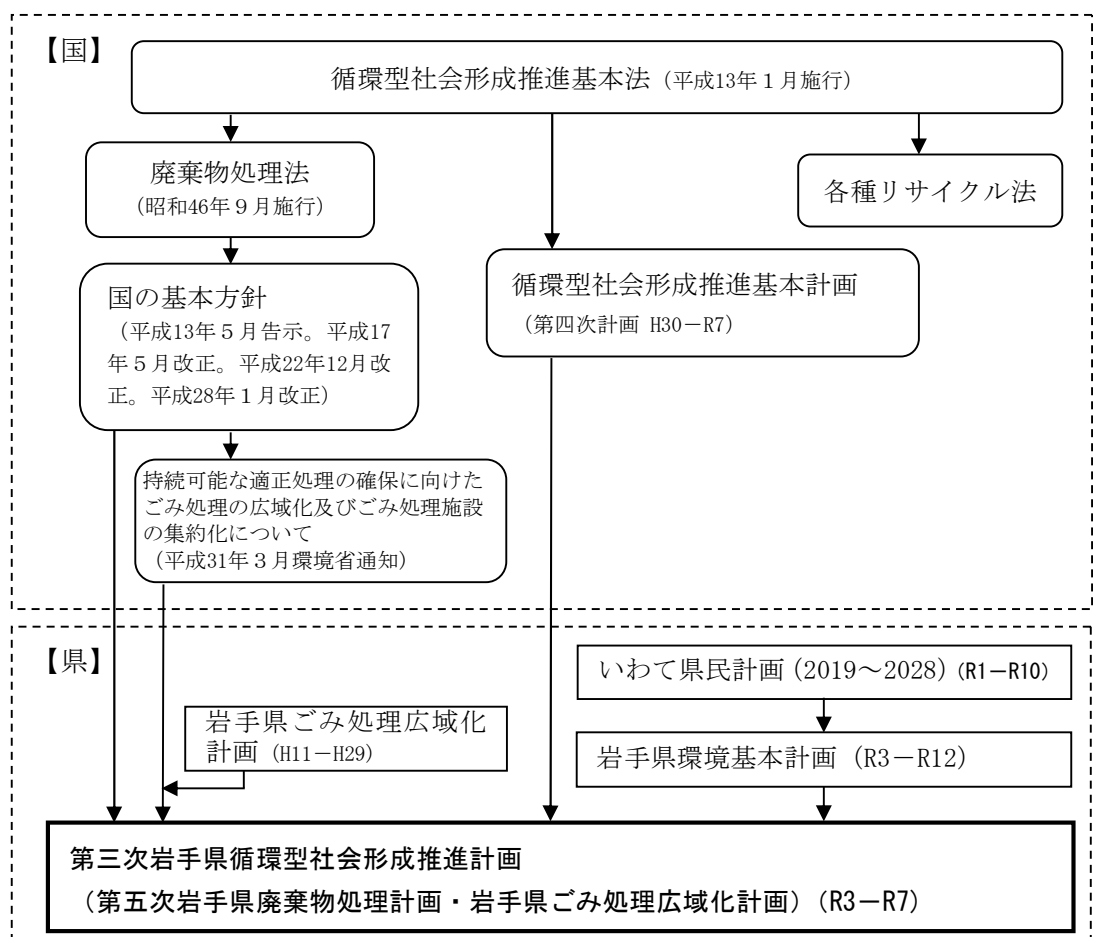 【国】
循環型社会形成推進基本法（平成13年１月施行）
廃棄物処理法
（昭和46年９月施行）
各種リサイクル法
国の基本方針
（平成13年５月告示。平成17
年５月改正。平成22年12月改
正。平成28年１月改正）
循環型社会形成推進基本計画
（第四次計画 H30－R7）
持続可能な適正処理の確保に向けた
ごみ処理の広域化及びごみ処理施設
の集約化について
（平成31年３月環境省通知）
【県】
いわて県民計画（2019～2028）（R1－R10）
岩手県ごみ処理広域化
計画（H11－H29）
岩手県環境基本計画（R3－R12）
第三次岩手県循環型社会形成推進計画
（第五次岩手県廃棄物処理計画・岩手県ごみ処理広域化計画）（R3－R7）